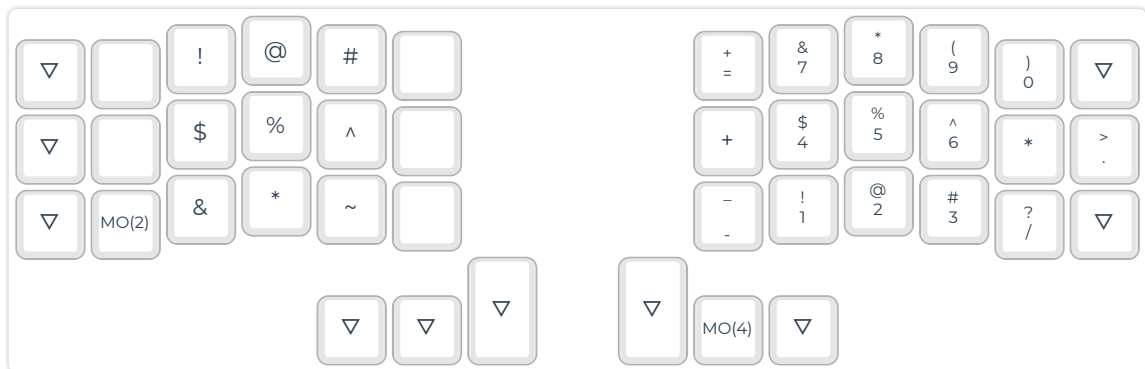 ▽ ! @ # + = & 7 * 8 ( 9 ) 0 ▽
▽ $ % ^ + $ 4 % 5 ^ 6 * > .
▽ MO(2) & * ~ _ - ! 1 @ 2 # 3 ? / ▽
▽ ▽ ▽ ▽ MO(4) ▽